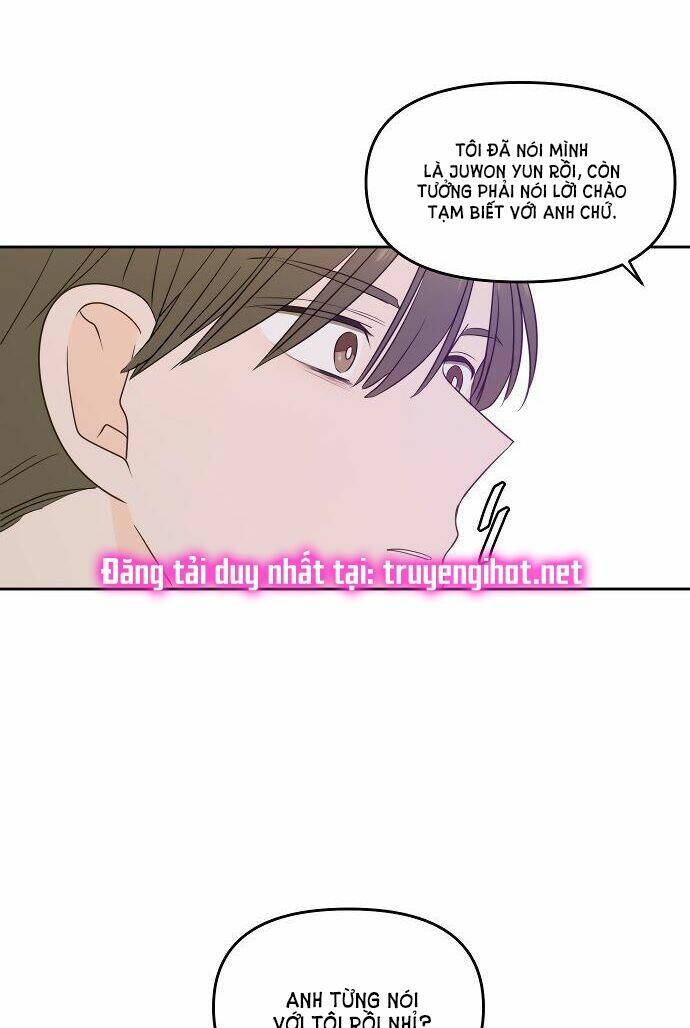 TÔI ĐÃ NÓI MÌNH
LÀ JUWON YUN RỒI, CÒN
TƯỞNG PHẢI NÓI LỜI CHÀO
TẠM BIẾT VỚI ANH CHỨ.
Đăng tải duy nhất tại: truyengihot.net
ANH TỪNG NÓI
VỚI TÔI RỒI NHỈ?